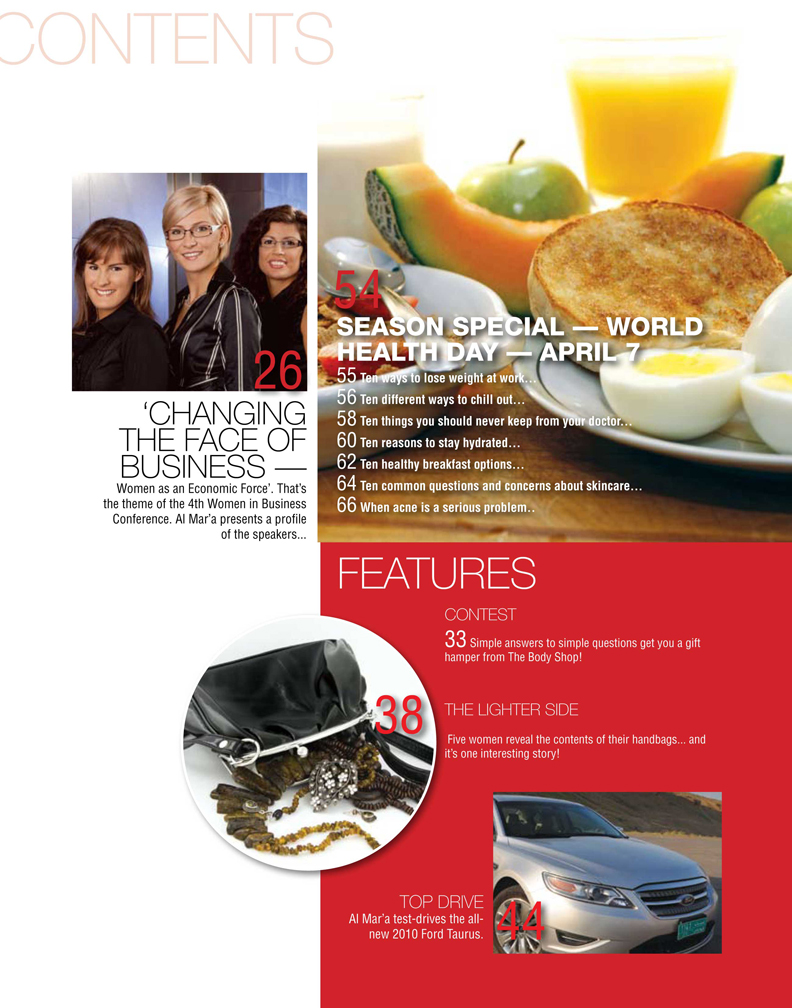 CONTENTS
26
'CHANGING
THE FACE OF
BUSINESS —
Women as an Economic Force'. That's
the theme of the 4th Women in Business
Conference. Al Mar'a presents a profile
of the speakers...
54
SEASON SPECIAL — WORLD
HEALTH DAY — APRIL 7
55 Ten ways to lose weight at work...
56 Ten different ways to chill out...
58 Ten things you should never keep from your doctor...
60 Ten reasons to stay hydrated...
62 Ten healthy breakfast options...
64 Ten common questions and concerns about skincare...
66 When acne is a serious problem..
FEATURES
CONTEST
33 Simple answers to simple questions get you a gift
hamper from The Body Shop!
38
THE LIGHTER SIDE
Five women reveal the contents of their handbags... and
it's one interesting story!
TOP DRIVE
Al Mar'a test-drives the all-
new 2010 Ford Taurus.
44